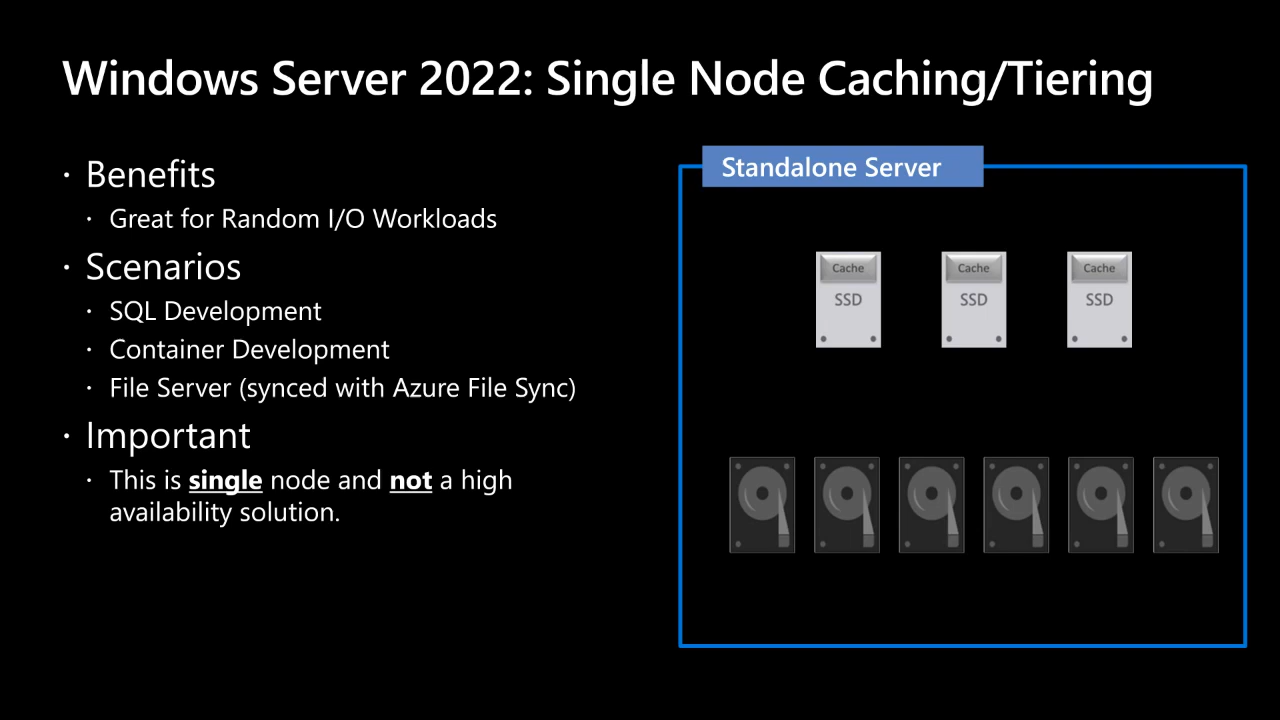 Windows Server 2022: Single Node Caching/Tiering
· Benefits
· Great for Random I/O Workloads
· Scenarios
· SQL Development
· Container Development
· File Server (synced with Azure File Sync)
· Important
· This is single node and not a high
availability solution.
Standalone Server
Cache Cache Cache
SSD SSD SSD